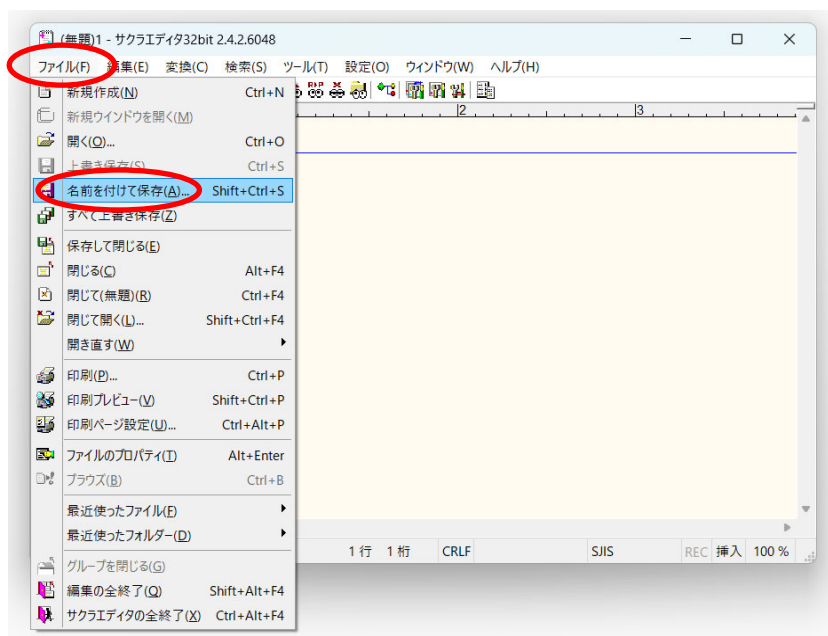 (無題)1 - サクラエディタ32bit 2.4.2.6048
ファイル(F) 編集(E) 変換(C) 検索(S) ツール(T) 設定(O) ウィンドウ(W) ヘルプ(H)
新規作成(N) Ctrl+N
新規ウインドウを開く(M)
開く(O)... Ctrl+O
上書き保存(S) Ctrl+S
名前を付けて保存(A)... Shift+Ctrl+S
すべて上書き保存(Z)
保存して閉じる(E)
閉じる(C) Alt+F4
閉じて(無題)(R) Ctrl+F4
閉じて開く(L)... Shift+Ctrl+F4
開き直す(W)
印刷(P)... Ctrl+P
印刷プレビュー(V) Shift+Ctrl+P
印刷ページ設定(U)... Ctrl+Alt+P
ファイルのプロパティ(I) Alt+Enter
ブラウズ(B) Ctrl+B
最近使ったファイル(F)
最近使ったフォルダー(D)
グループを閉じる(G)
編集の全終了(Q) Shift+Alt+F4
サクラエディタの全終了(X) Ctrl+Alt+F4
2 3
1 行 1 桁 CRLF SJIS REC 挿入 100 %